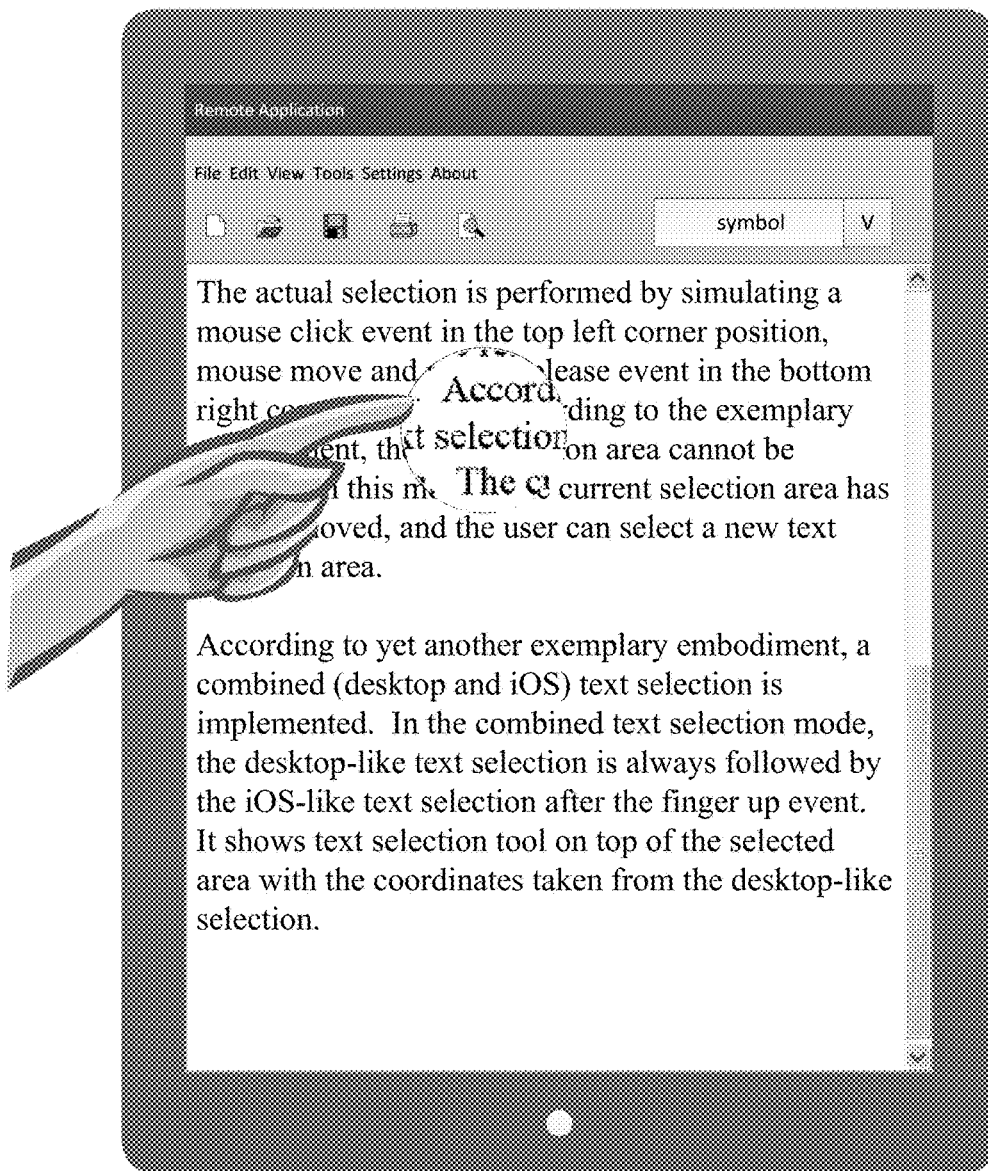 Remote Application
File Edit View Tools Settings About
symbol V
The actual selection is performed by simulating a
mouse click event in the top left corner position,
mouse move and lease event in the bottom
right co rding to the exemplary
ent, th on area cannot be
this m current selection area has
oved, and the user can select a new text
n area.
Accord
xt selection
The cu
According to yet another exemplary embodiment, a
combined (desktop and iOS) text selection is
implemented. In the combined text selection mode,
the desktop-like text selection is always followed by
the iOS-like text selection after the finger up event.
It shows text selection tool on top of the selected
area with the coordinates taken from the desktop-like
selection.